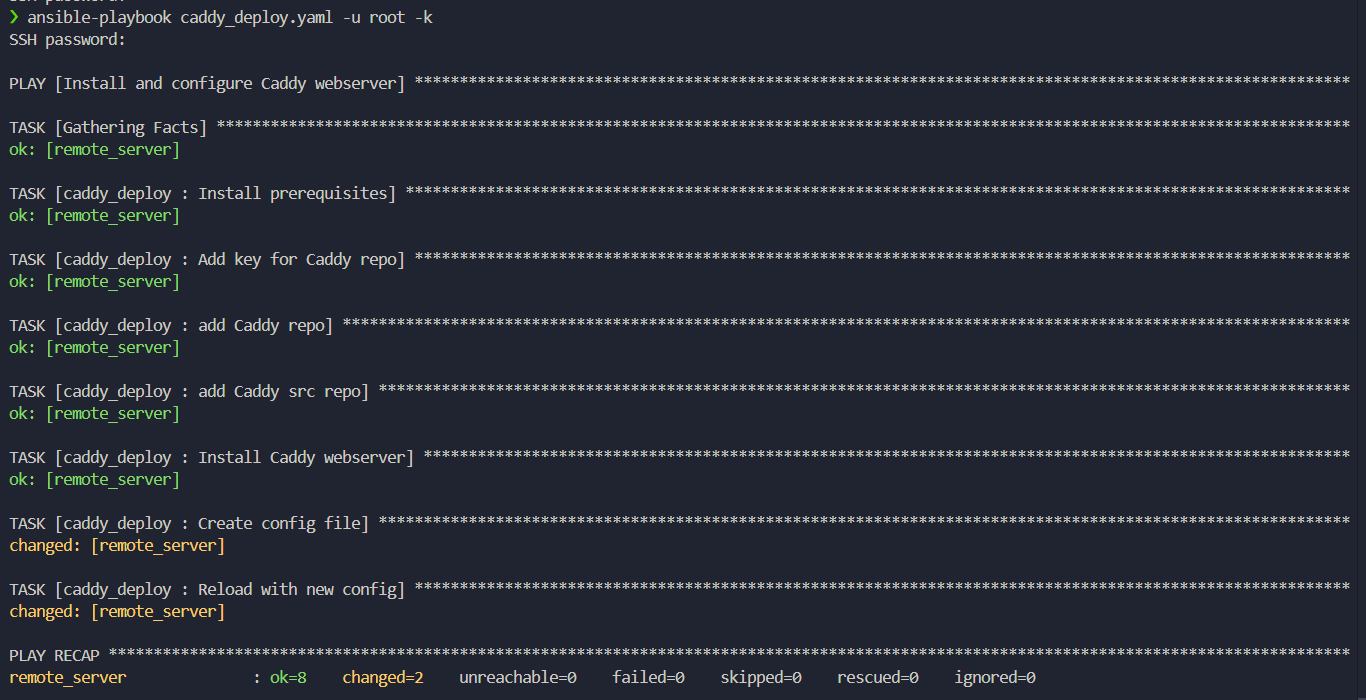 SSH password:
❯ ansible-playbook caddy_deploy.yaml -u root -k
SSH password:
PLAY [Install and configure Caddy webserver] ********************************************************************************************************
TASK [Gathering Facts] ******************************************************************************************************************************
ok: [remote_server]
TASK [caddy_deploy : Install prerequisites] *********************************************************************************************************
ok: [remote_server]
TASK [caddy_deploy : Add key for Caddy repo] ********************************************************************************************************
ok: [remote_server]
TASK [caddy_deploy : add Caddy repo] ****************************************************************************************************************
ok: [remote_server]
TASK [caddy_deploy : add Caddy src repo] ************************************************************************************************************
ok: [remote_server]
TASK [caddy_deploy : Install Caddy webserver] *******************************************************************************************************
ok: [remote_server]
TASK [caddy_deploy : Create config file] ************************************************************************************************************
changed: [remote_server]
TASK [caddy_deploy : Reload with new config] ********************************************************************************************************
changed: [remote_server]
PLAY RECAP ******************************************************************************************************************************************
remote_server              : ok=8    changed=2    unreachable=0    failed=0    skipped=0    rescued=0    ignored=0